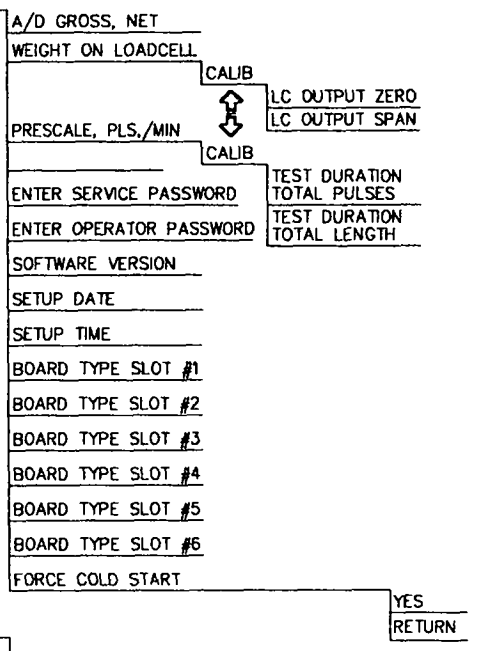 A/D GROSS, NET
WEIGHT ON LOADCELL
CALIB
LC OUTPUT ZERO
LC OUTPUT SPAN
PRESCALE, PLS,/MIN
CALIB
TEST DURATION
TOTAL PULSES
ENTER SERVICE PASSWORD
TEST DURATION
TOTAL LENGTH
ENTER OPERATOR PASSWORD
SOFTWARE VERSION
SETUP DATE
SETUP TIME
BOARD TYPE SLOT #1
BOARD TYPE SLOT #2
BOARD TYPE SLOT #3
BOARD TYPE SLOT #4
BOARD TYPE SLOT #5
BOARD TYPE SLOT #6
FORCE COLD START
YES
RETURN